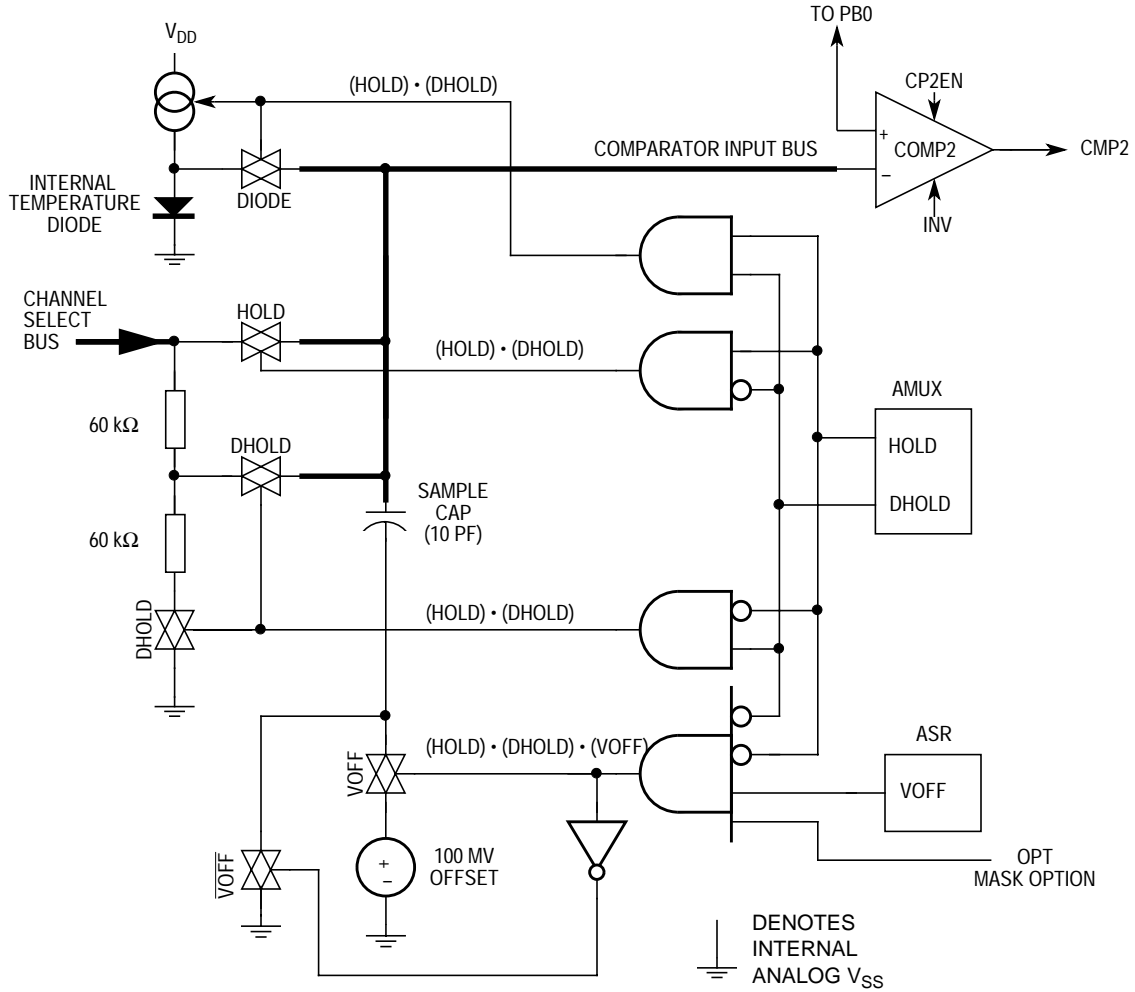 TO PB0
V_DD
(HOLD) • (DHOLD)
CP2EN
+
COMP2
−
CMP2
COMPARATOR INPUT BUS
INTERNAL
TEMPERATURE
DIODE
DIODE
INV
CHANNEL
SELECT
BUS
HOLD
(HOLD) • (DHOLD)
AMUX
60 kΩ
HOLD
DHOLD
DHOLD
SAMPLE
CAP
(10 PF)
60 kΩ
DHOLD
(HOLD) • (DHOLD)
(HOLD) • (DHOLD) • (VOFF)
ASR
VOFF
VOFF
+
−
100 MV
OFFSET
V̅O̅F̅F̅
OPT
MASK OPTION
DENOTES
INTERNAL
ANALOG V_SS